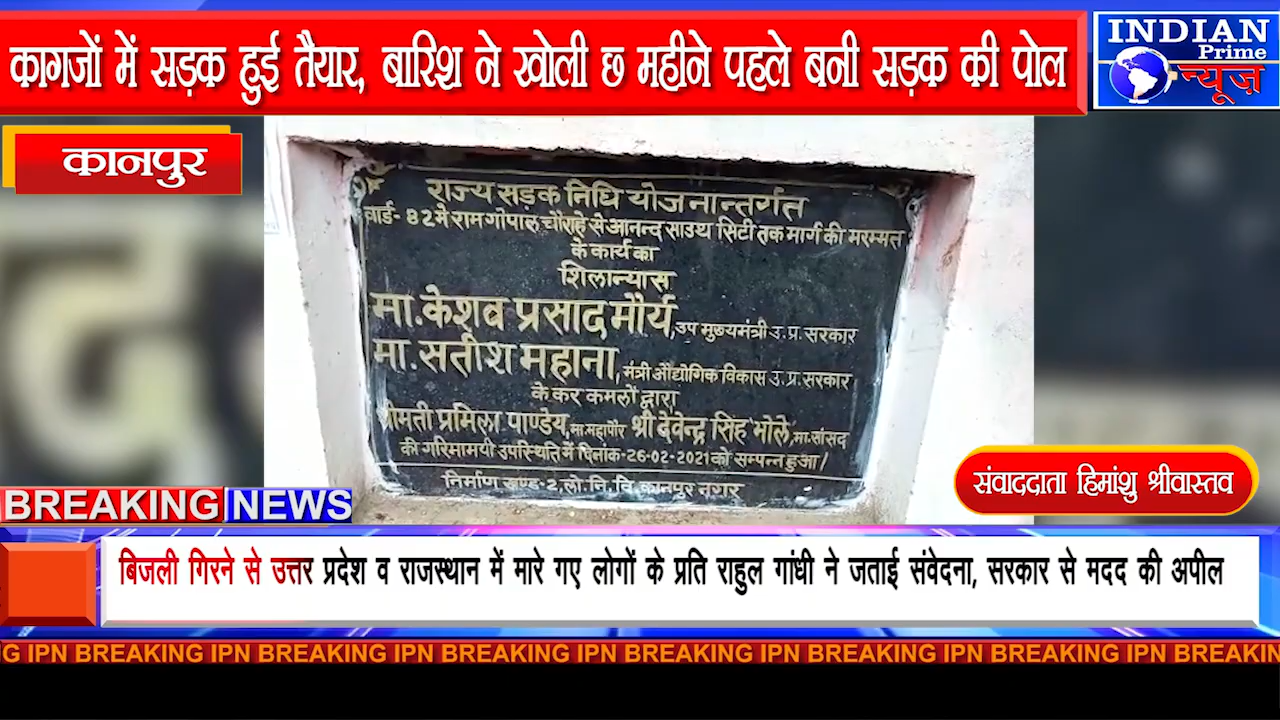 कागजों में सड़क हुई तैयार, बारिश ने खोली छ महीने पहले बनी सड़क की पोल
INDIAN
Prime
न्यूज़
कानपुर
राज्य सड़क निधि योजनान्तर्गत
वार्ड- 82 मे राम गोपाल चौराहे से आनन्द साउथ सिटी तक मार्ग की मरम्मत
के कार्य का
शिलान्यास
मा. केशव प्रसाद मौर्य, उप मुख्यमंत्री उ. प्र. सरकार
मा. सतीश महाना, मंत्री औद्योगिक विकास उ. प्र. सरकार
के कर कमलों द्वारा
श्रीमती प्रमिला पाण्डेय, मा. महापौर श्री देवेन्द्र सिंह भोले, मा. सांसद
की गरिमामयी उपस्थिति में दिनांक-26-02-2021 को सम्पन्न हुआ।
निर्माण खण्ड-2, लो. नि. वि. कानपुर नगर
संवाददाता हिमांशु श्रीवास्तव
BREAKING NEWS
बिजली गिरने से उत्तर प्रदेश व राजस्थान में मारे गए लोगों के प्रति राहुल गांधी ने जताई संवेदना, सरकार से मदद की अपील
G IPN BREAKING IPN BREAKING IPN BREAKING IPN BREAKING IPN BREAKING IPN BREAKING IPN BREAKIN